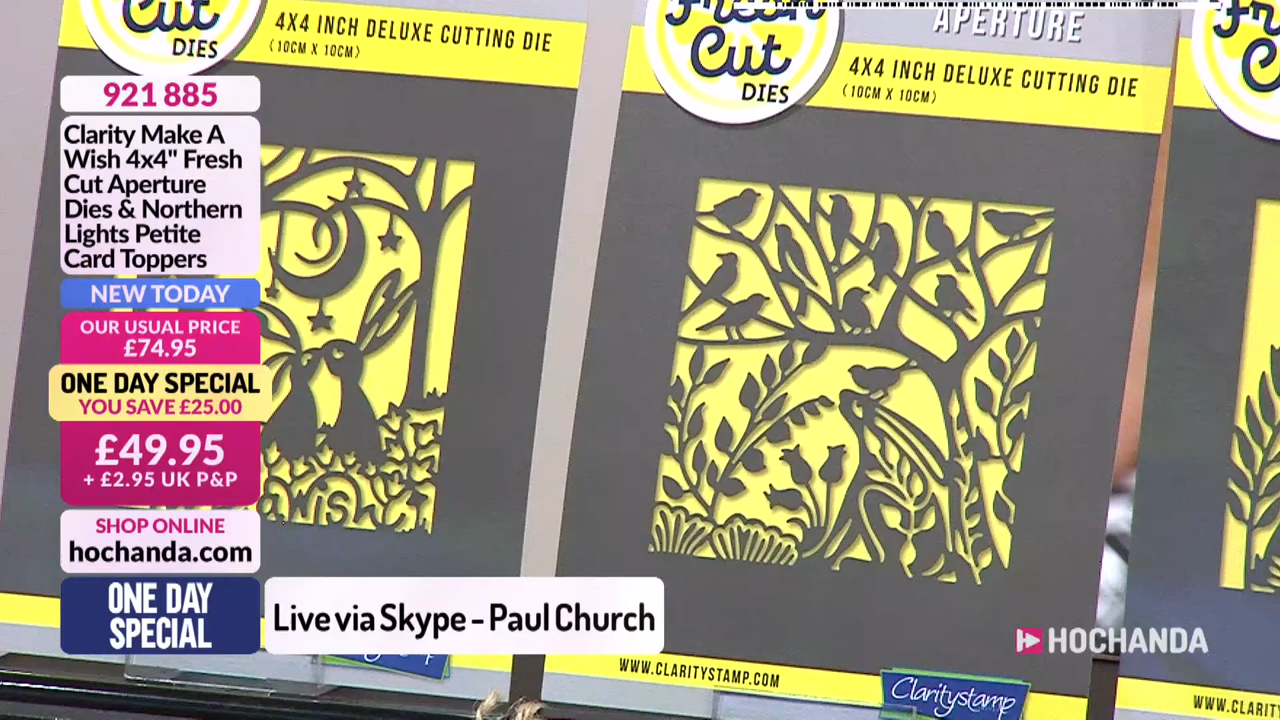 Cut
DIES
4X4 INCH DELUXE CUTTING DIE
(10CM X 10CM)
Fresh
Cut
DIES
APERTURE
4X4 INCH DELUXE CUTTING DIE
(10CM X 10CM)
921 885
Clarity Make A
Wish 4x4" Fresh
Cut Aperture
Dies & Northern
Lights Petite
Card Toppers
NEW TODAY
OUR USUAL PRICE
£74.95
ONE DAY SPECIAL
YOU SAVE £25.00
£49.95
+ £2.95 UK P&P
SHOP ONLINE
hochanda.com
ONE DAY
SPECIAL
Live via Skype - Paul Church
HOCHANDA
WWW.CLARITYSTAMP.COM
Claritystamp